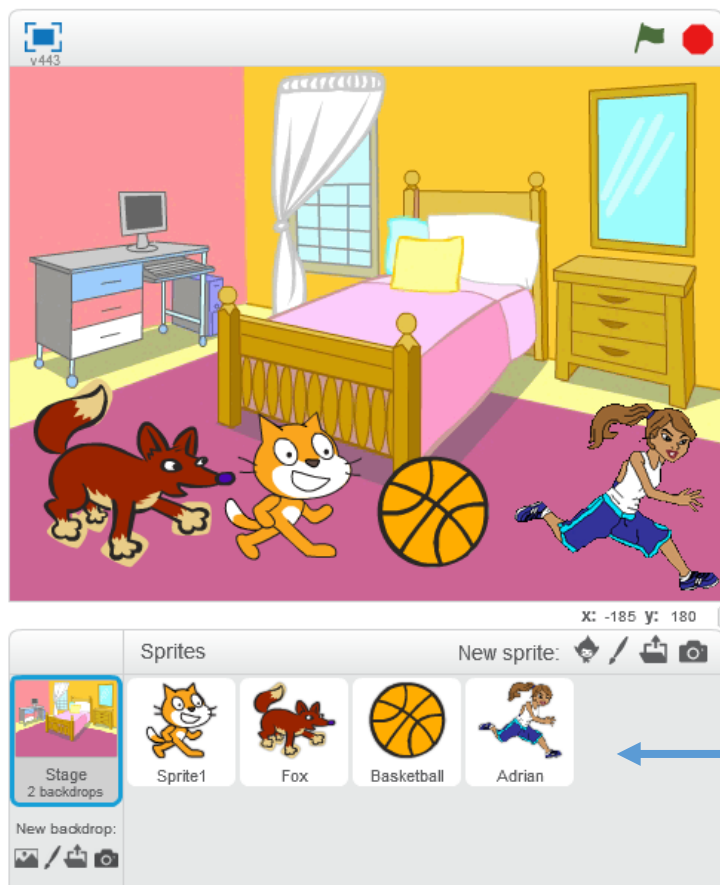 v443
x: -185 y: 180
Sprites New sprite:
Stage
2 backdrops
Sprite1 Fox Basketball Adrian
New backdrop: